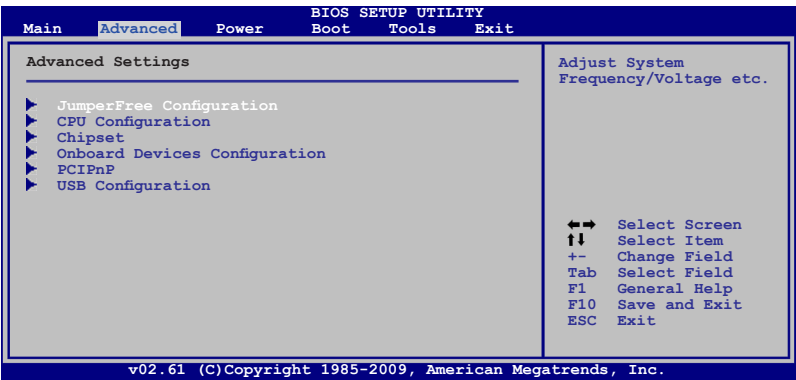 BIOS SETUP UTILITY
Main Advanced Power Boot Tools Exit
Advanced Settings
JumperFree Configuration
CPU Configuration
Chipset
Onboard Devices Configuration
PCIPnP
USB Configuration
Adjust System
Frequency/Voltage etc.
←→ Select Screen
↑↓ Select Item
+- Change Field
Tab Select Field
F1 General Help
F10 Save and Exit
ESC Exit
v02.61 (C)Copyright 1985-2009, American Megatrends, Inc.